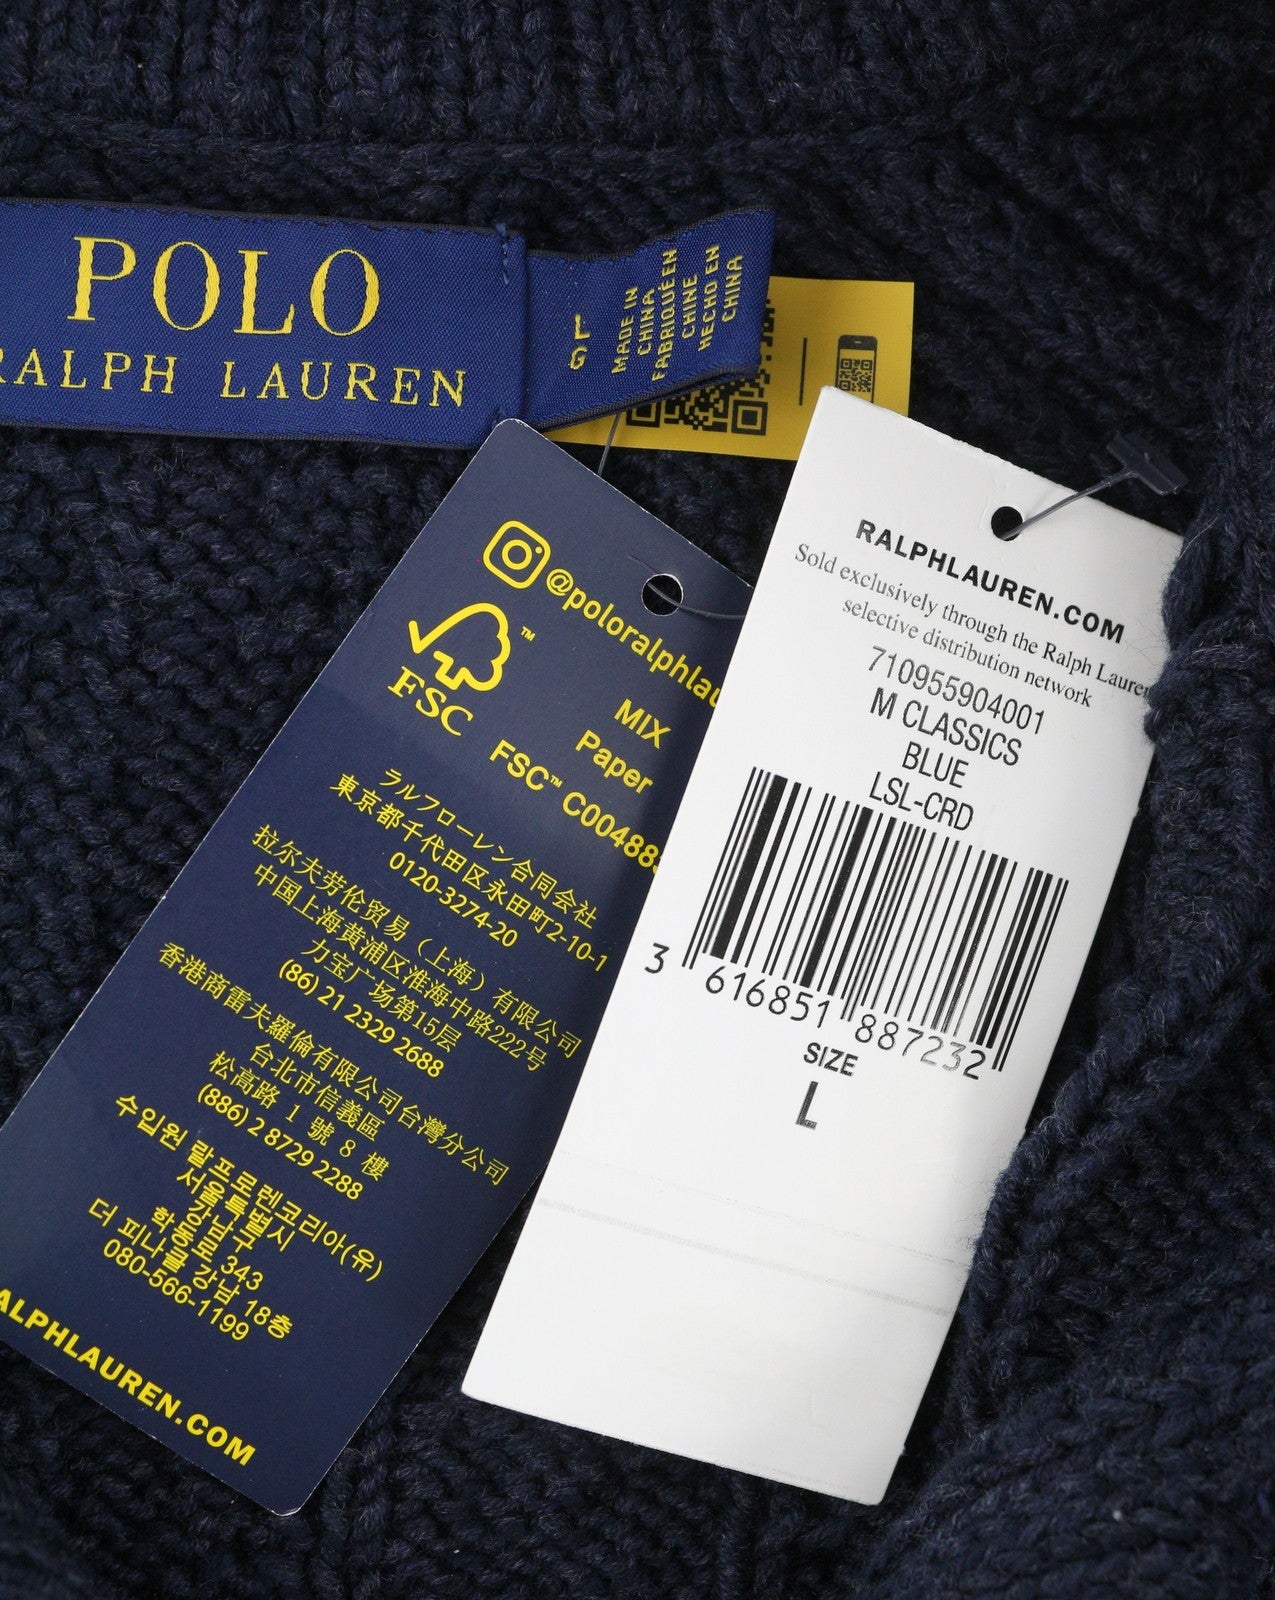 POLO
RALPH LAUREN
L
G
MADE IN
CHINA
FABRIQUÉ EN
CHINE
HECHO EN
CHINA
@poloralphlau
FSC
MIX
Paper
FSC™ C00488
ラルフローレン合同会社
東京都千代田区永田町2-10-1
0120-3274-20
拉尔夫劳伦贸易（上海）有限公司
中国上海黄浦区淮海中路222号
力宝广场第15层
(86) 21 2329 2688
香港商雷夫羅倫有限公司台灣分公司
台北市信義區
松高路 1 號 8 樓
(886) 2 8729 2288
수입원 랄프로렌코리아(유)
서울특별시
강남구
학동로 343
더 피나클 강남 18층
080-566-1199
ALPHLAUREN.COM
RALPHLAUREN.COM
Sold exclusively through the Ralph Lauren
selective distribution network
710955904001
M CLASSICS
BLUE
LSL-CRD
3 616851 887232
SIZE
L